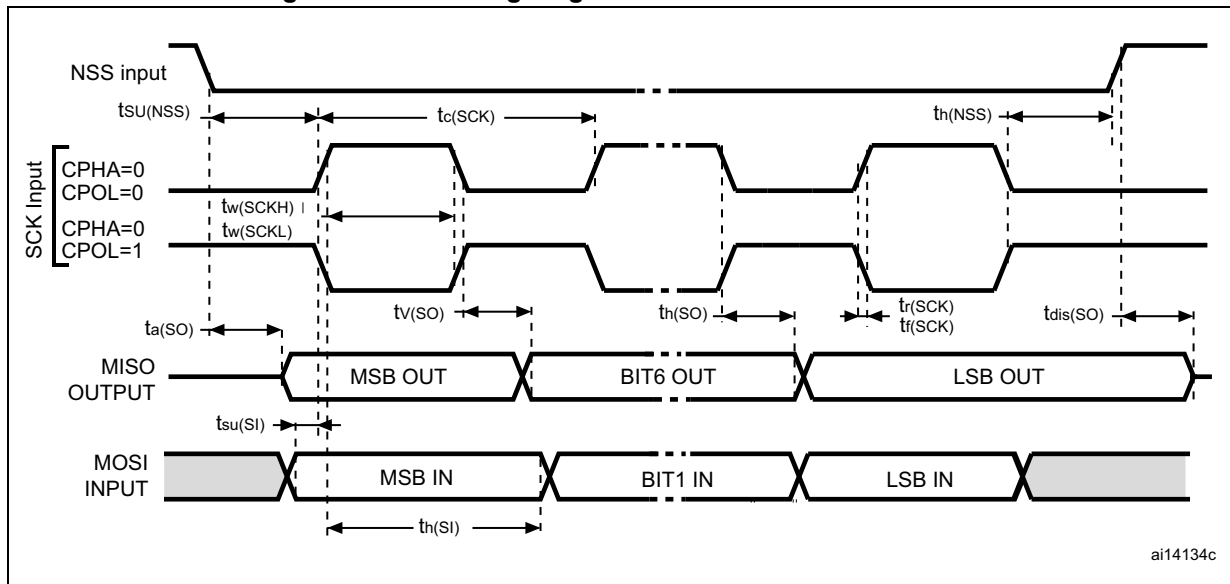 NSS input
tSU(NSS)
tc(SCK)
th(NSS)
SCK Input
CPHA=0
CPOL=0
tw(SCKH)
CPHA=0
tw(SCKL)
CPOL=1
tV(SO)
th(SO)
tr(SCK)
tf(SCK)
ta(SO)
tdis(SO)
MISO
OUTPUT
MSB OUT
BIT6 OUT
LSB OUT
tsu(SI)
MOSI
INPUT
MSB IN
BIT1 IN
LSB IN
th(SI)
ai14134c